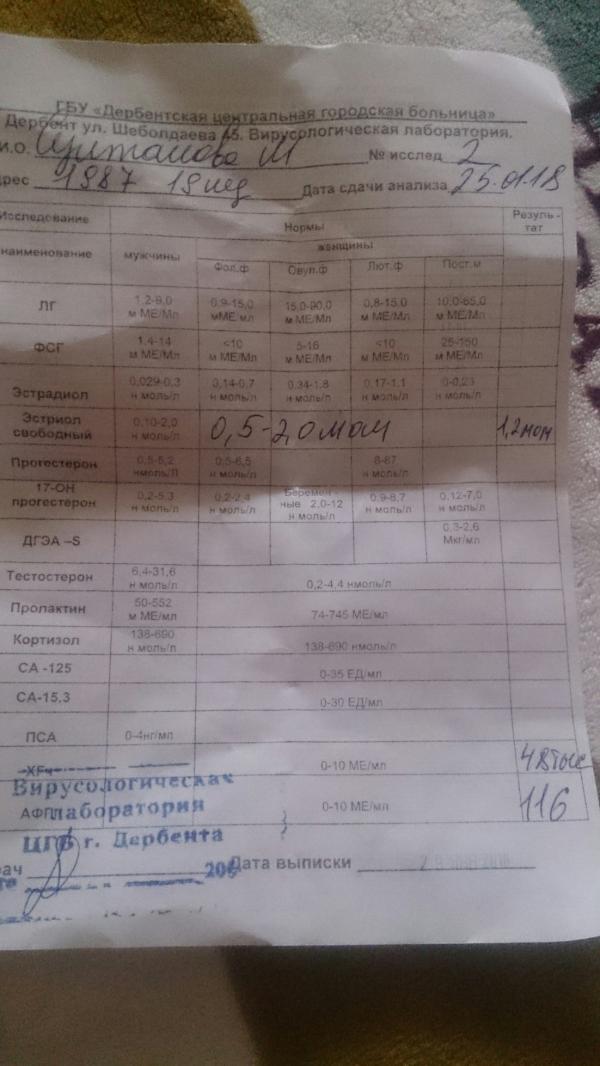 ГБУ «Дербентская центральная городская больница»
Дербент ул. Шеболдаева 45. Вирусологическая лаборатория.
И.О. М № исслед 2
рес 1987 19 нед Дата сдачи анализа 25.01.18
Исследование Нормы Резуль-тат
наименование мужчины женщины
Фол.ф Овул.ф Лют.ф Пост.м
ЛГ 1,2-9,0 м МЕ/Мл 0,9-15,0 мМЕ мл 15,0-90,0 м МЕ/Мл 0,8-15,0 м МЕ/Мл 10,0-65,0 м МЕ/Мл
ФСГ 1,4-14 м МЕ/Мл <10 м МЕ/Мл 5-16 м МЕ/Мл <10 м МЕ/Мл 25-150 м МЕ/Мл
Эстрадиол 0,029-0,3 н моль/л 0,14-0,7 н моль/л 0,34-1,8 н моль/л 0,17-1,1 н моль/л 0-0,23 н моль/л
Эстриол свободный 0,10-2,0 н моль/л 0,5-2,0 мом 1,2 мом
Прогестерон 0,5-5,2 нмоль/л 0,5-6,5 н моль/л 8-67 н моль/л
17-ОН прогестерон 0,2-5,3 н моль/л 0,2-2,4 н моль/л Беремен-ные 2,0-12 н моль/л 0,9-8,7 н моль/л 0,12-7,0 н моль/л
ДГЭА –S 0,3-2,6 Мкг/мл
Тестостерон 6,4-31,6 н моль/л 0,2-4,4 нмоль/л
Пролактин 50-552 м МЕ/мл 74-745 МЕ/мл
Кортизол 138-690 н моль/л 138-690 нмоль/л
СА -125 0-35 ЕД/мл
СА-15,3 0-30 ЕД/мл
ПСА 0-4нг/мл
ХГч 0-10 МЕ/мл 48тыс
Вирусологическая
АФП 0-10 МЕ/мл 116
лаборатория
ЦГБ г. Дербента
рач 200 Дата выписки